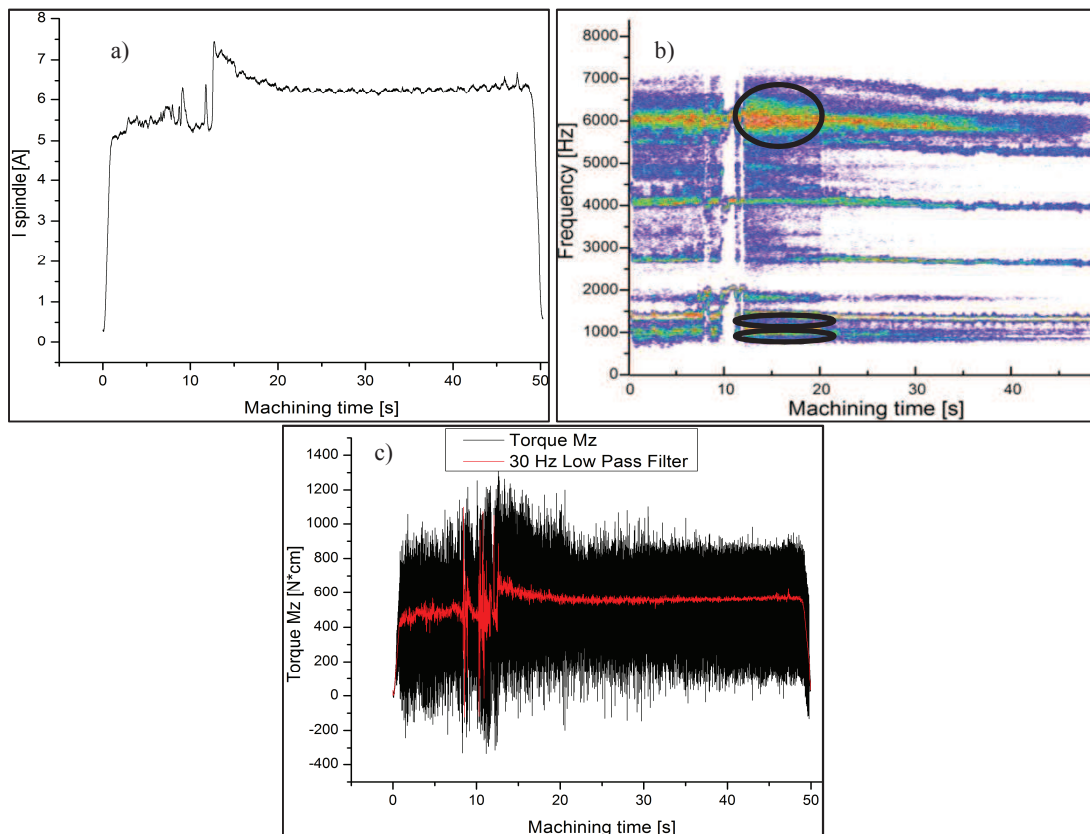 a)
I spindle[A]
8
7
6
5
4
3
2
1
0
0 10 20 30 40 50
Machining time [s]
b)
Frequency [Hz]
8000
7000
6000
5000
4000
3000
2000
1000
0
0 10 20 30 40
Machining time [s]
c)
Torque Mz
30 Hz Low Pass Filter
Torque Mz [N*cm]
1400
1200
1000
800
600
400
200
0
-200
-400
0 10 20 30 40 50
Machining time [s]